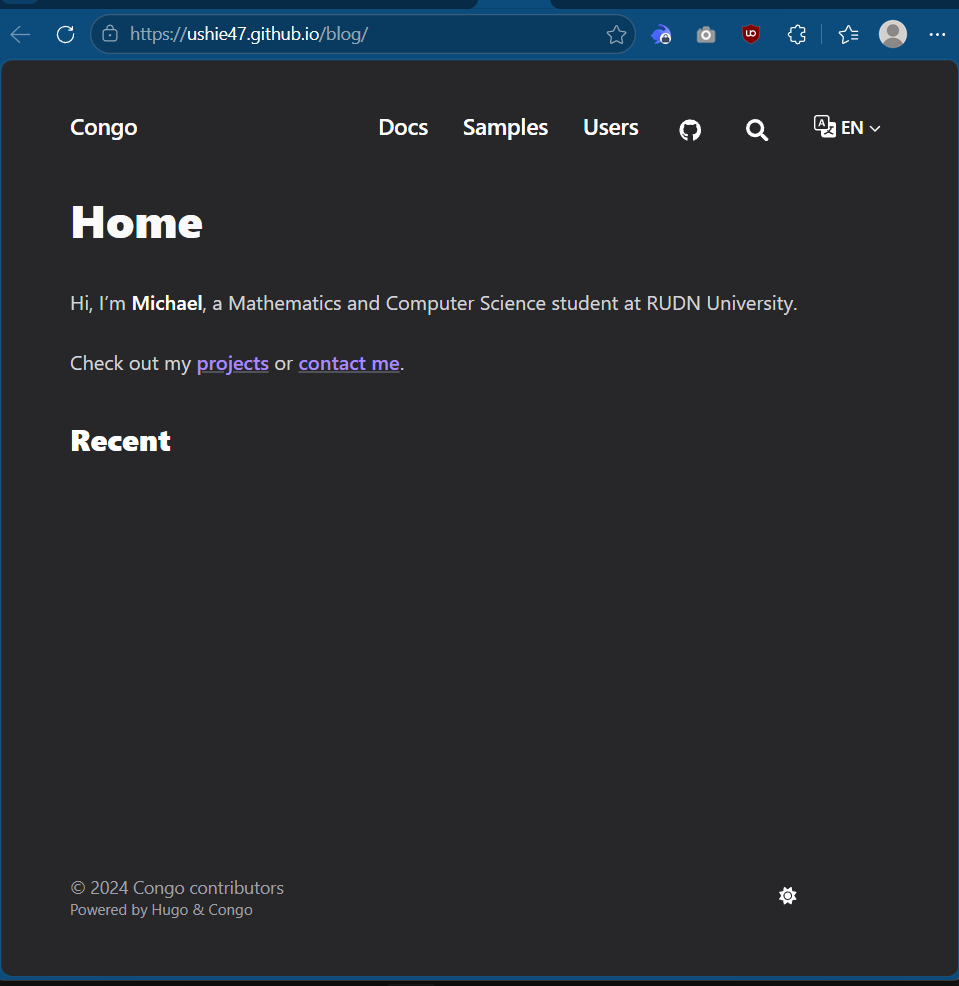 https://ushie47.github.io/blog/
Congo Docs Samples Users EN
Home
Hi, I’m Michael, a Mathematics and Computer Science student at RUDN University.
Check out my projects or contact me.
Recent
© 2024 Congo contributors
Powered by Hugo & Congo